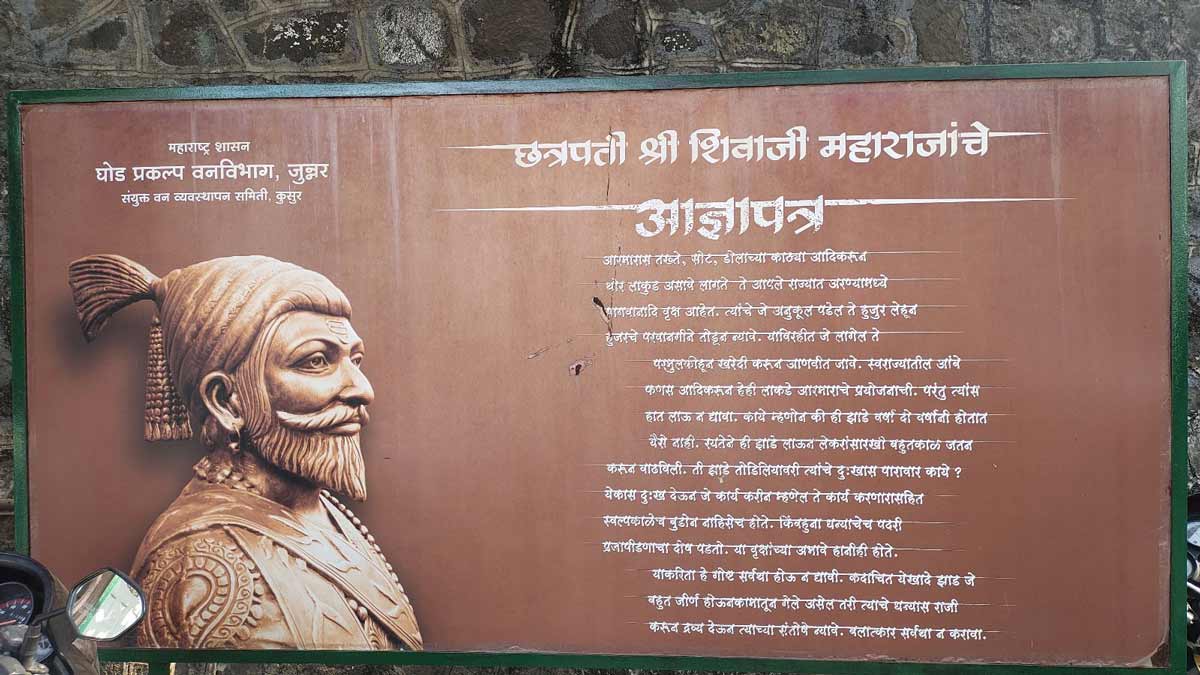 महाराष्ट्र शासन
घोड प्रकल्प वनविभाग, जुन्नर
संयुक्त वन व्यवस्थापन समिती, कुसुर
छत्रपती श्री शिवाजी महाराजांचे
आज्ञापत्र
आरमारास तख्ते, सोट, डोलाच्या काठ्या आदिकरून
थोर लाकुड असावे लागते ते आपले राज्यात अरण्यामध्ये
सागवानादि वृक्ष आहेत. त्यांचे जे अनुकूल पडेल ते हुजुर लेहून
हुजरचे परवानगीने तोडून न्यावे. याविरहीत जे लागेल ते
परमुलकीहून खरेदी करून आणवीत जावे. स्वराज्यातील आंबे
फणस आदिकरून हेही लाकडे आरमाराचे प्रयोजनाची. परंतु त्यांस
हात लाऊ न द्यावा. काये म्हणोन की ही झाडे वर्षा दो वर्षानी होतात
यैसे नाही. रयतेने ही झाडे लाऊन लेकरांसारखी बहुतकाळ जतन
करून वाढविली. ती झाडे तोडिलियावरी त्यांचे दुःखास पारावार काये ?
येकास दुःख देऊन जे कार्य करीन म्हणेल ते कार्य करणारासहित
स्वल्पकाळेच बुडोन नाहिसेच होते. किंबहुना धन्याचेच पदरी
प्रजापीडणाचा दोष पडतो. या वृक्षांच्या अभावे हानीही होते.
याकरिता हे गोष्ट सर्वथा होऊ न द्यावी. कदाचित येखादे झाड जे
बहुत जीर्ण होऊनकामातून गेले असेल तरी त्याचे धन्यास राजी
करून द्रव्य देऊन त्याच्या संतोषे न्यावे. बलात्कार सर्वथा न करावा.